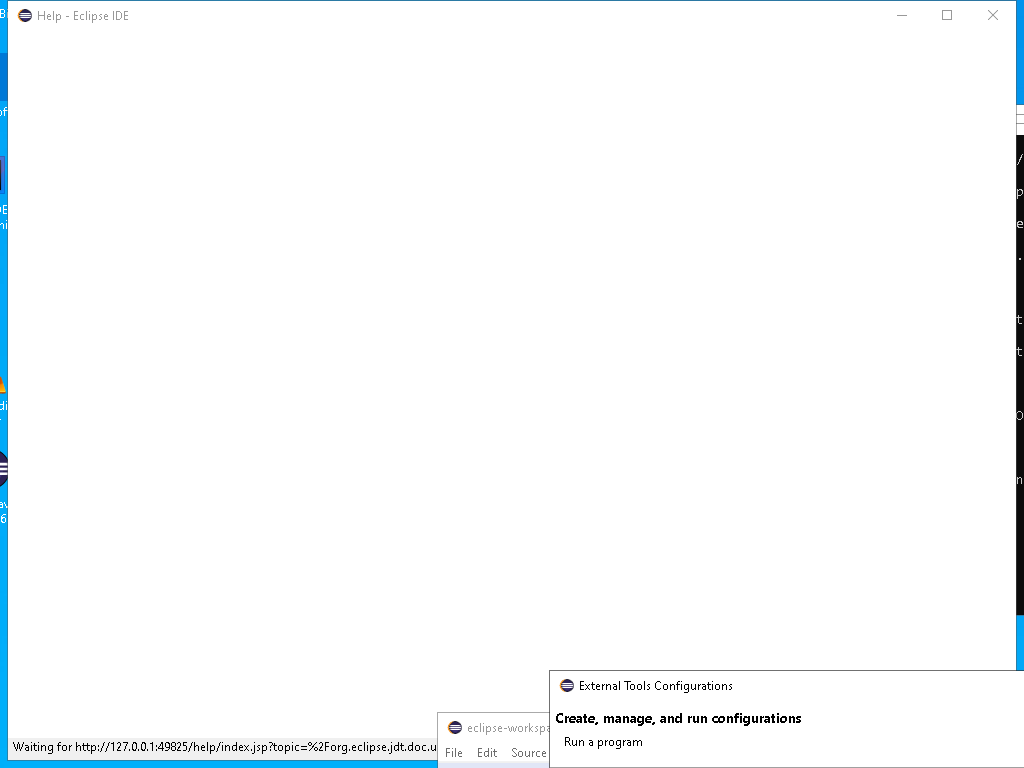 Help - Eclipse IDE
Waiting for http://127.0.0.1:49825/help/index.jsp?topic=%2Forg.eclipse.jdt.doc.u
eclipse-workspa
File Edit Source
External Tools Configurations
Create, manage, and run configurations
Run a program